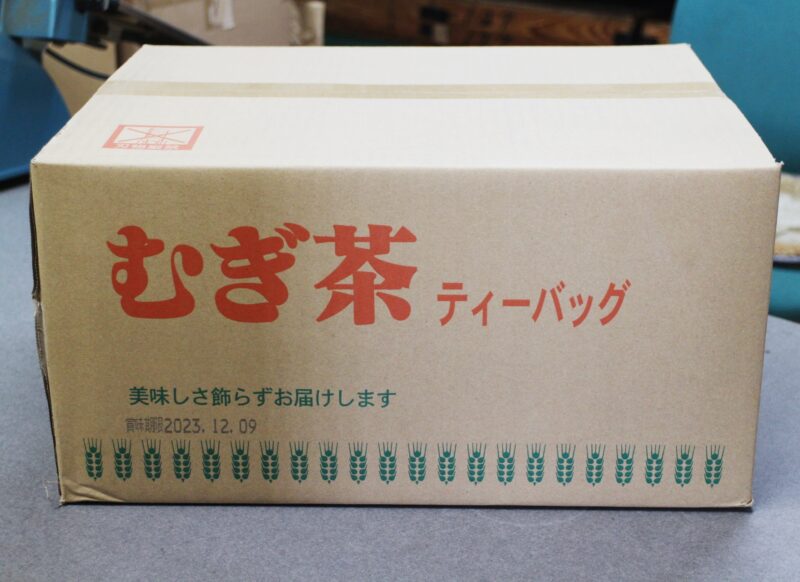 むぎ茶 ティーバッグ
美味しさ飾らずお届けします
賞味期限2023.12.09